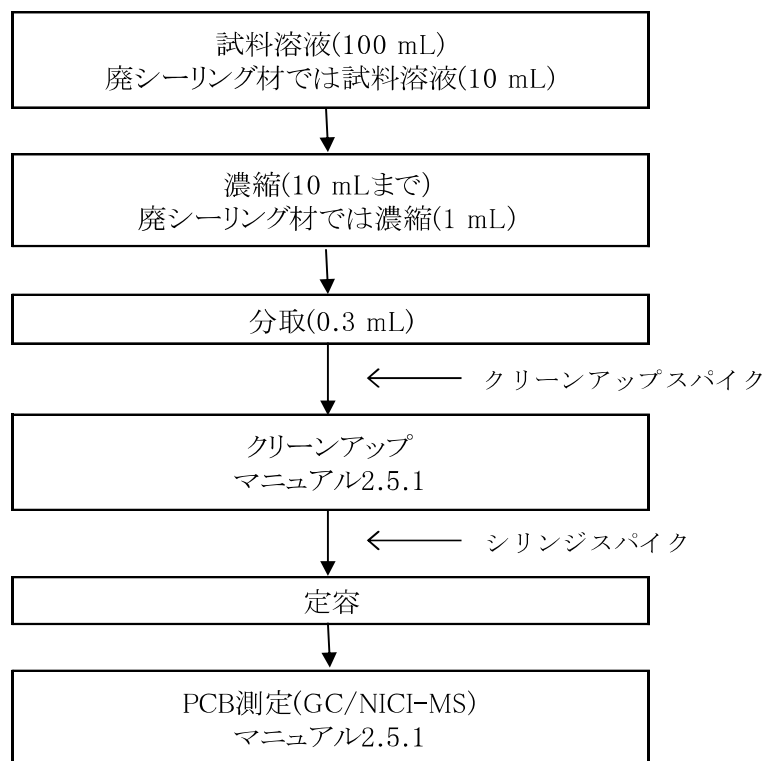 試料溶液(100 mL)
廃シーリング材では試料溶液(10 mL)
濃縮(10 mLまで)
廃シーリング材では濃縮(1 mL)
分取(0.3 mL)
クリーンアップスパイク
クリーンアップ
マニュアル2.5.1
シリンジスパイク
定容
PCB測定(GC/NICI-MS)
マニュアル2.5.1